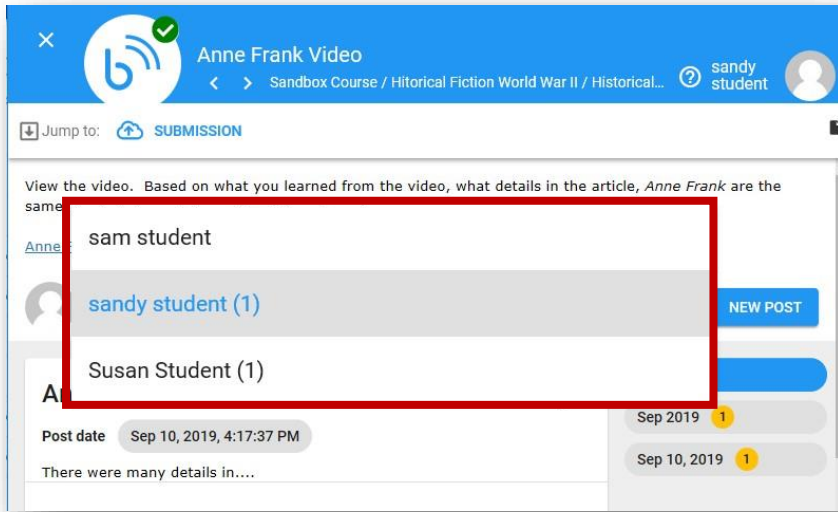 Anne Frank Video
< > Sandbox Course / Hitorical Fiction World War II / Historical...
sandy
student
Jump to: SUBMISSION
View the video. Based on what you learned from the video, what details in the article, Anne Frank are the
same
Anne
sam student
sandy student (1)
Susan Student (1)
NEW POST
An
Post date Sep 10, 2019, 4:17:37 PM
There were many details in....
Sep 2019 1
Sep 10, 2019 1